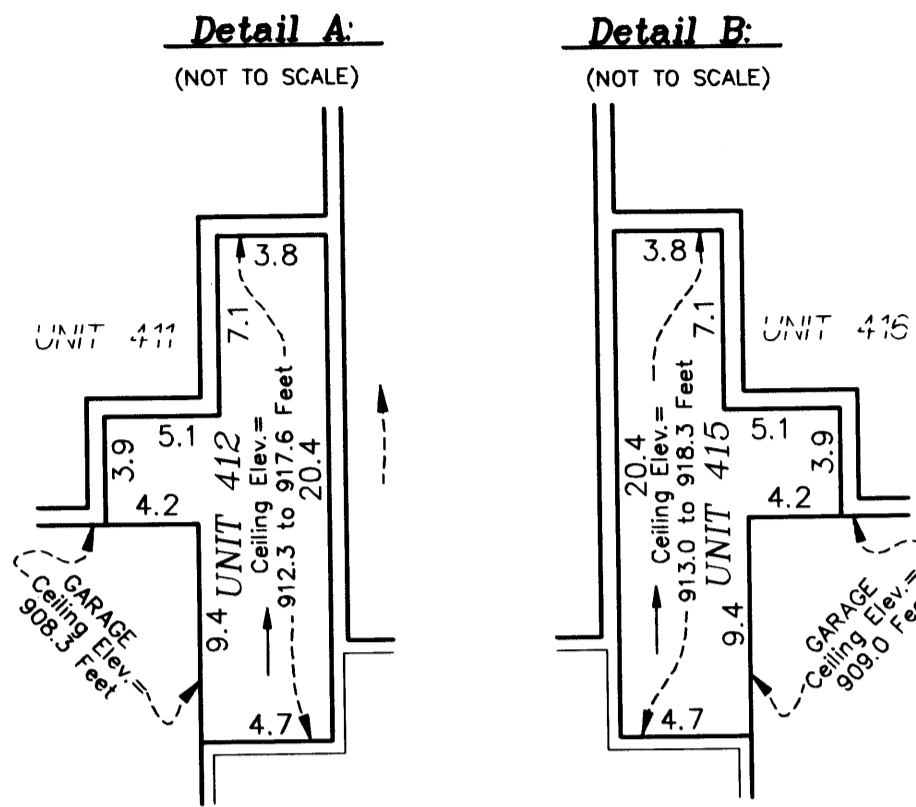 Detail A:
(NOT TO SCALE)
3.8
7.1
UNIT 411
5.1
3.9
4.2
UNIT 412
Ceiling Elev.=
912.3 to 917.6 Feet
20.4
9.4
4.7
GARAGE
Ceiling Elev.=
908.3 Feet
Detail B:
(NOT TO SCALE)
3.8
7.1
UNIT 416
5.1
3.9
4.2
20.4
Ceiling Elev.=
913.0 to 918.3 Feet
UNIT 415
9.4
4.7
GARAGE
Ceiling Elev.=
909.0 Fee